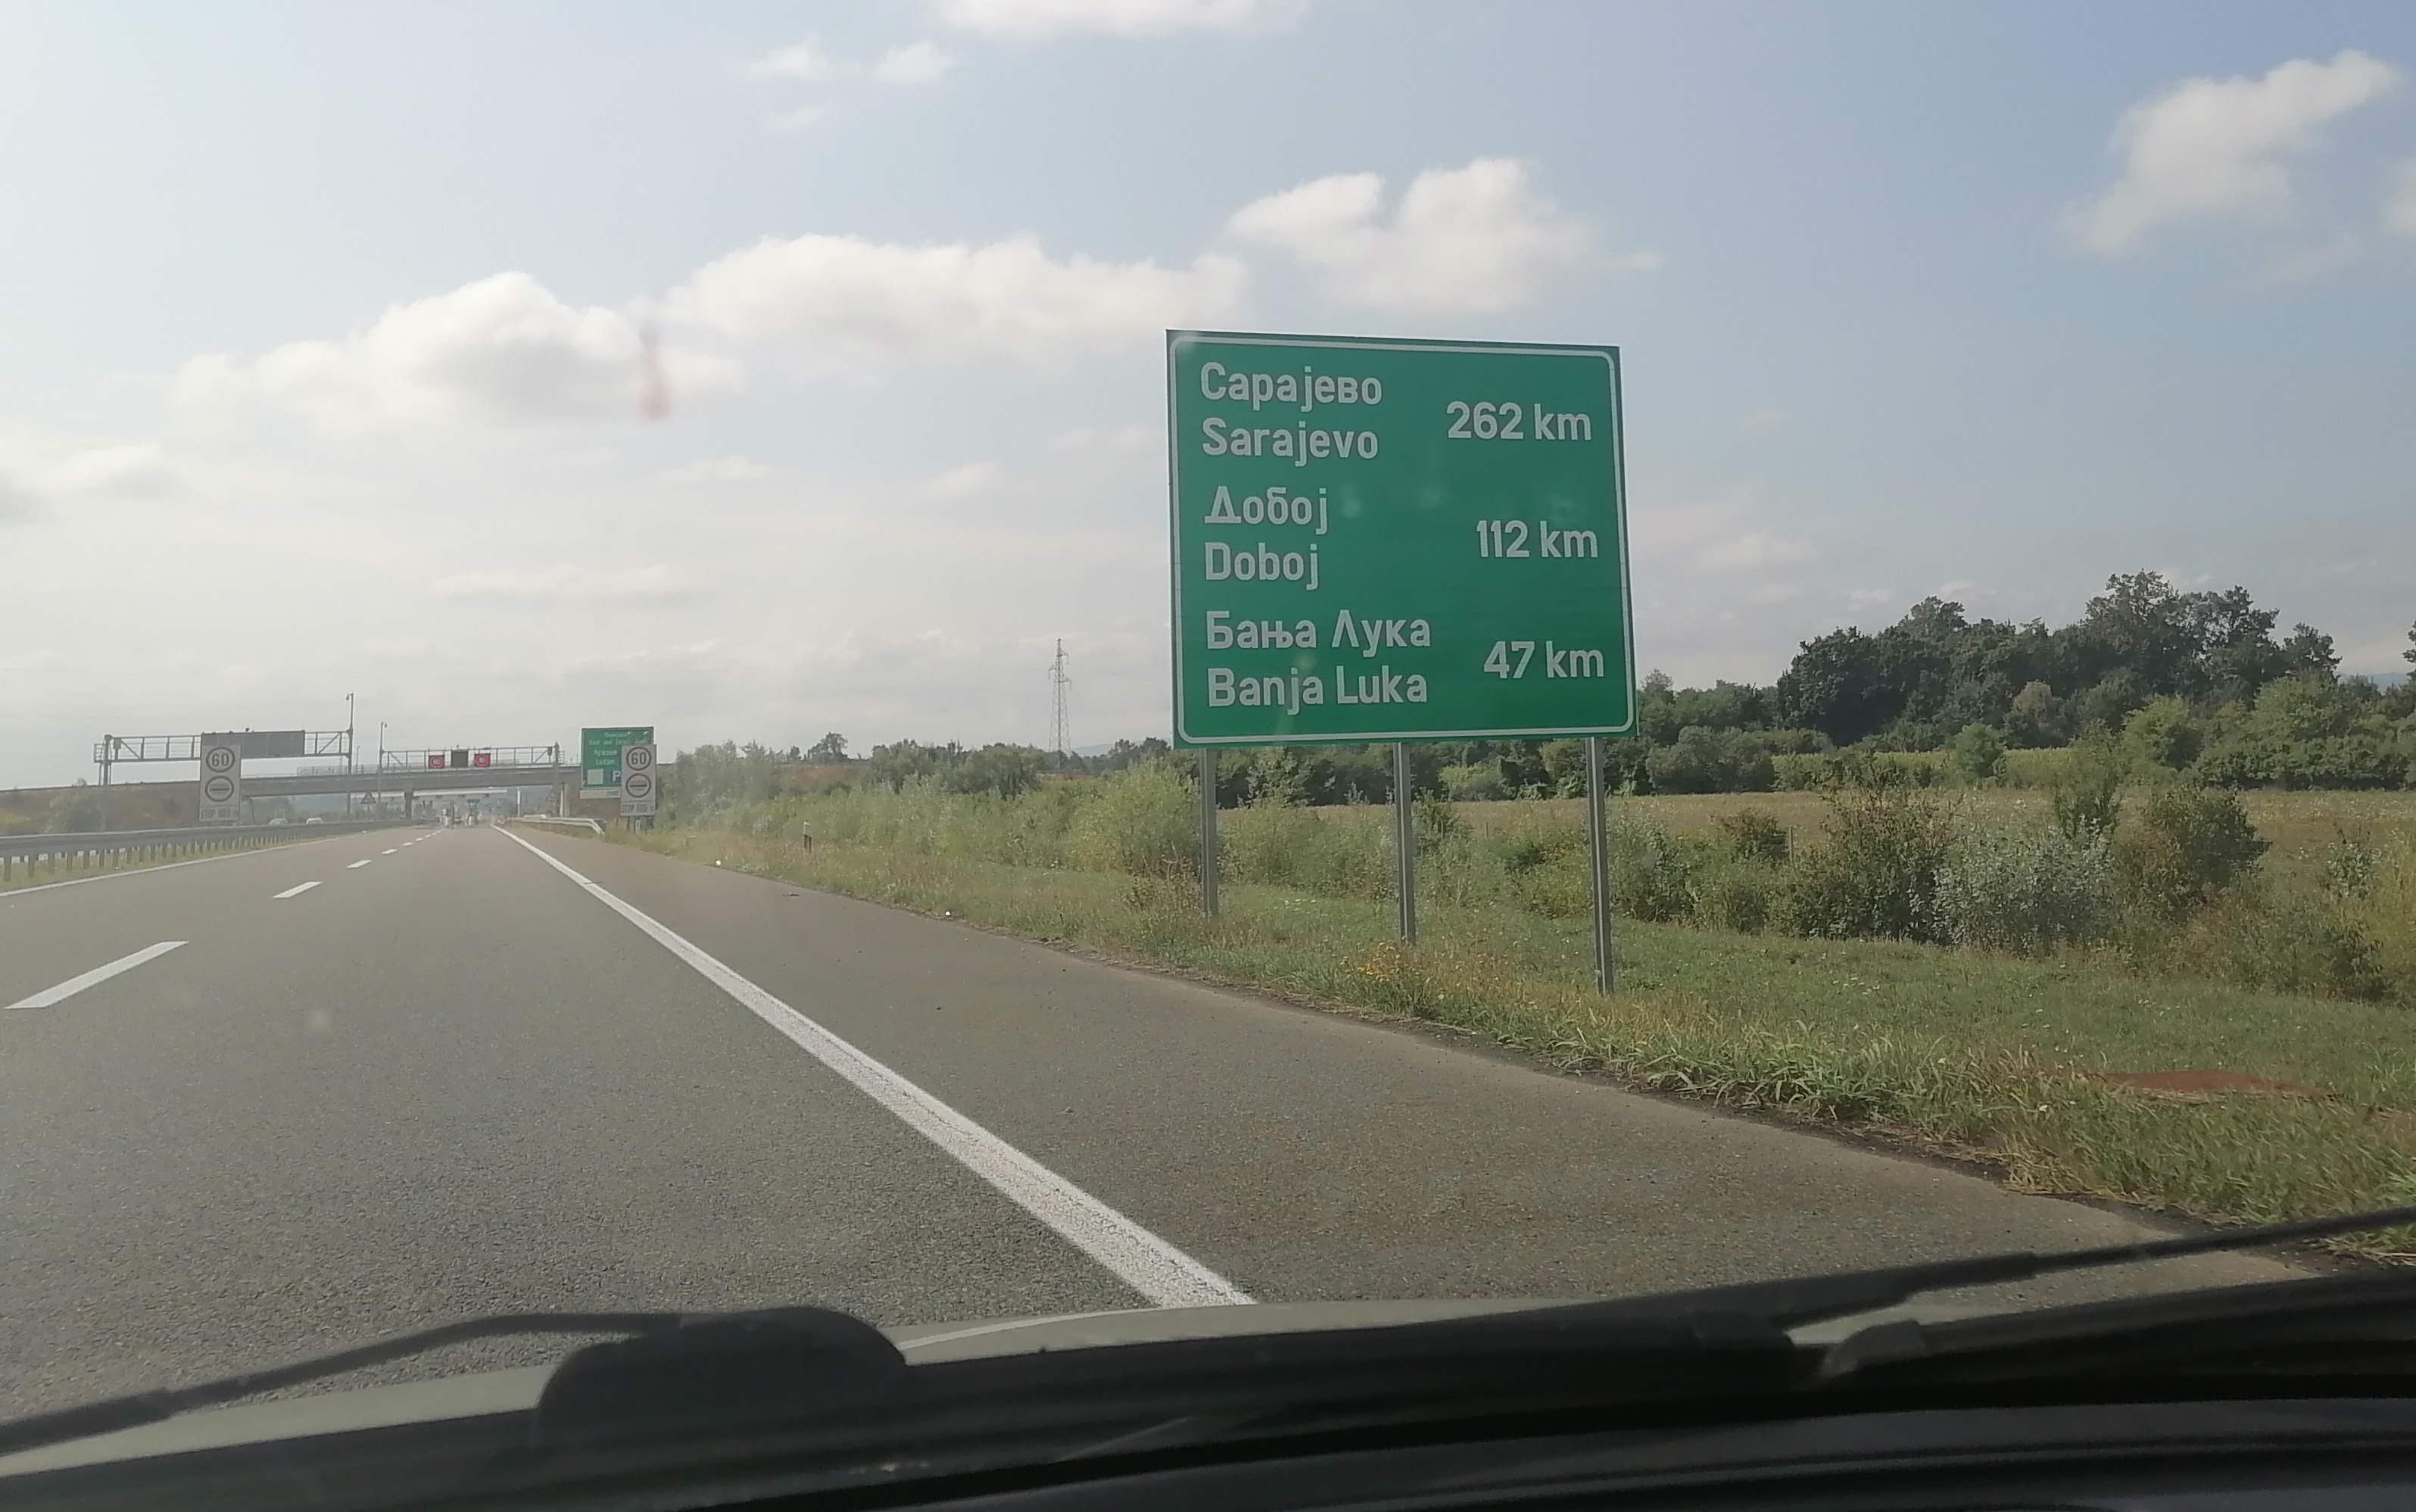 Сарајево
Sarajevo
262 km
Добој
Doboj
112 km
Бања Лука
Banja Luka
47 km
60
60
P